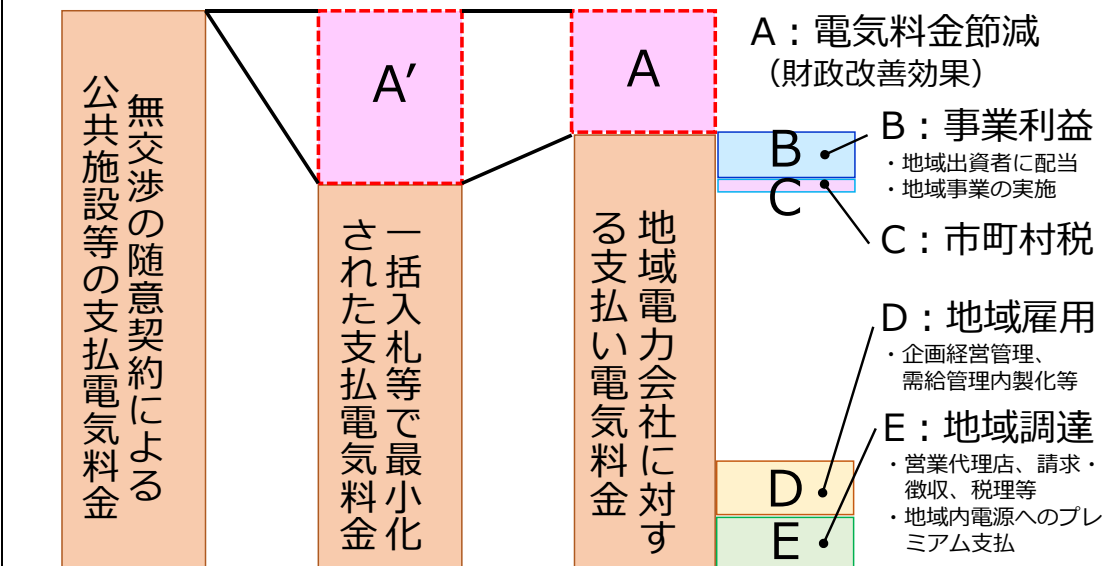 無交渉の随意契約による
公共施設等の支払電気料金
A′
一括入札等で最小化
された支払電気料金
A
地域電力会社に対す
る支払い電気料金
B
C
D
E
A：電気料金節減
（財政改善効果）
B：事業利益
・地域出資者に配当
・地域事業の実施
C：市町村税
D：地域雇用
・企画経営管理、
需給管理内製化等
E：地域調達
・営業代理店、請求・
徴収、税理等
・地域内電源へのプレ
ミアム支払